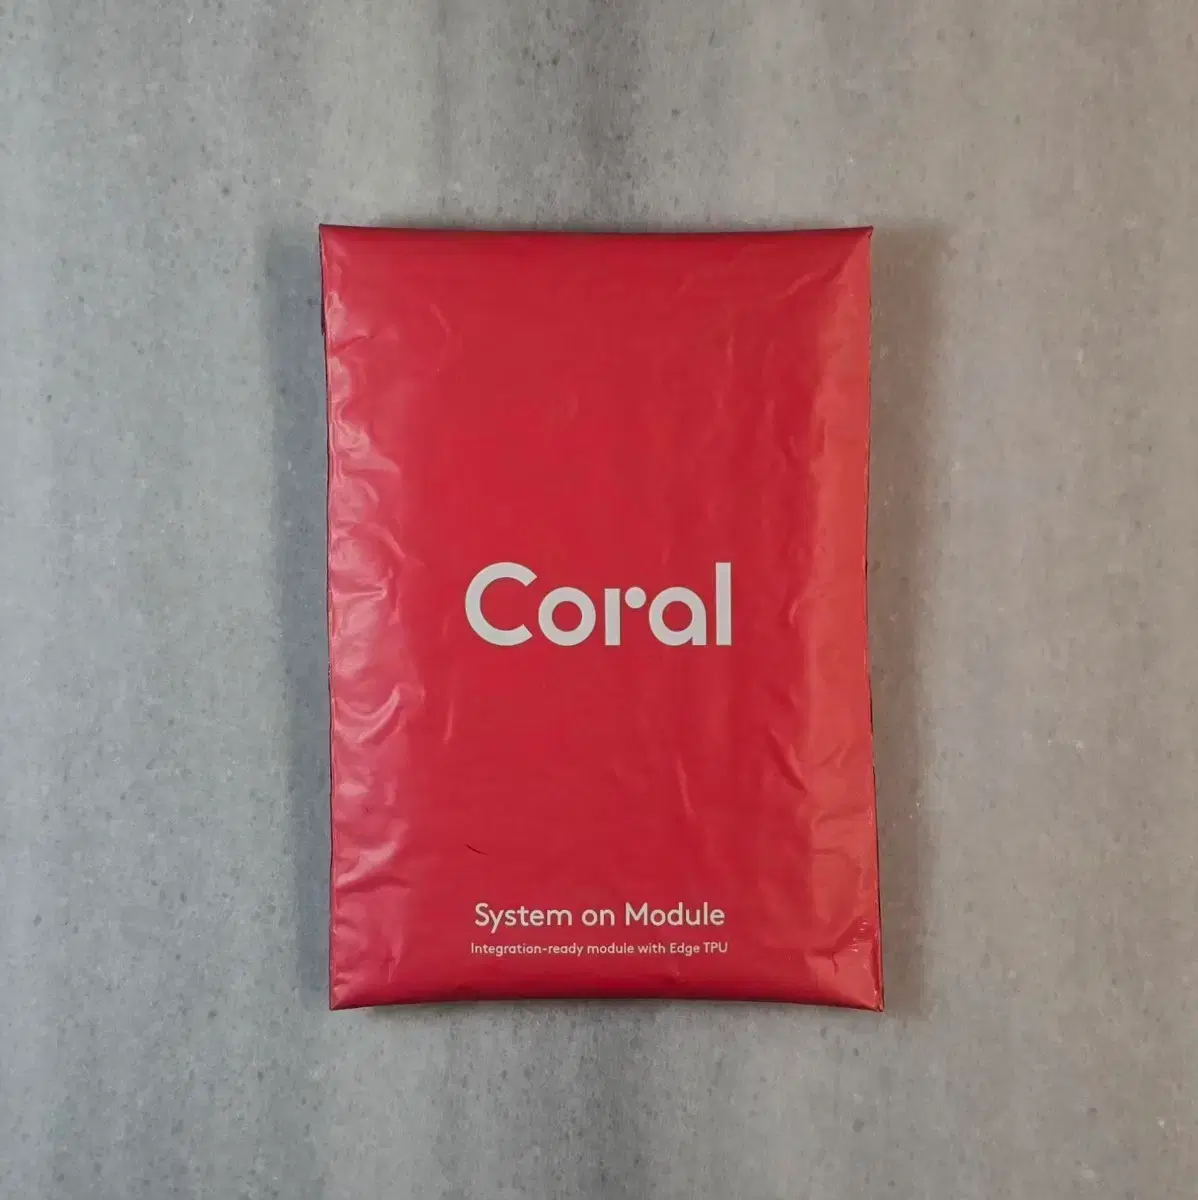 Coral
System on Module
Integration-ready module with Edge TPU